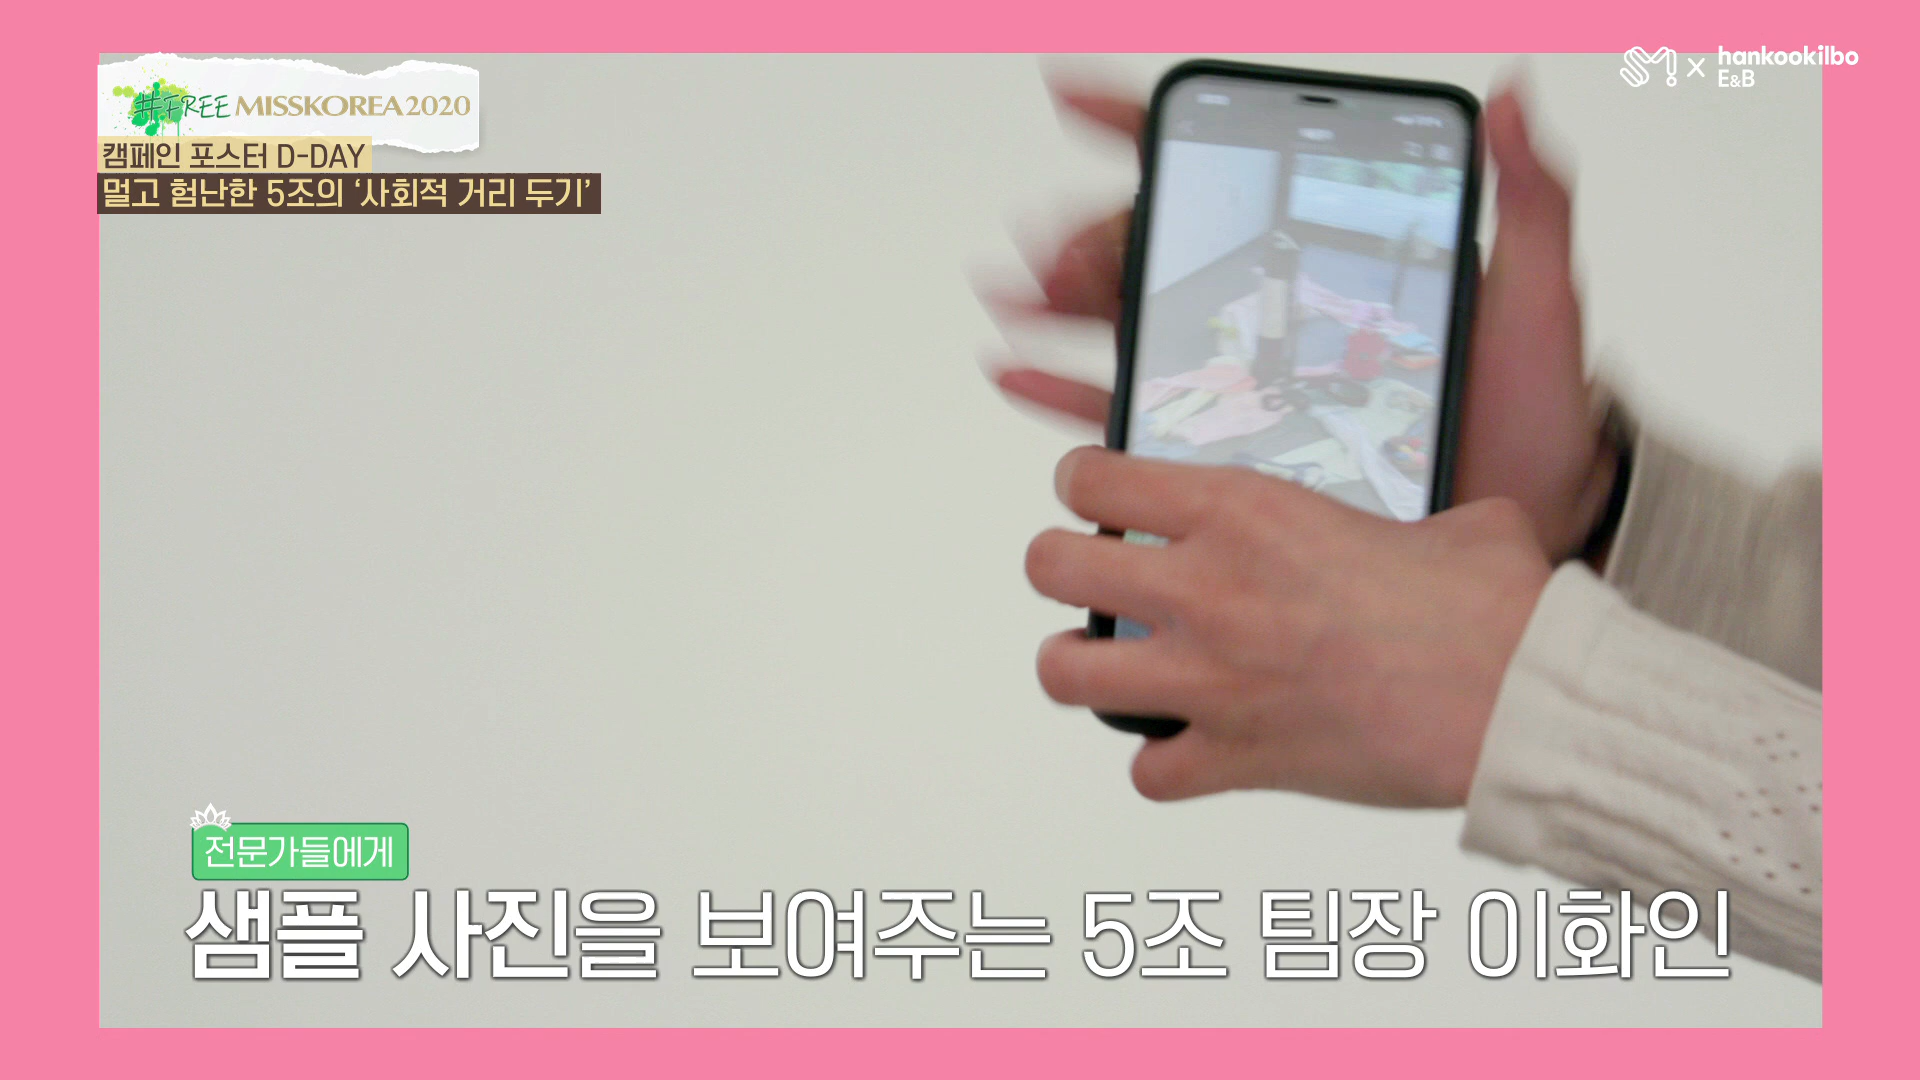 #FREE MISSKOREA2020
캠페인 포스터 D-DAY
멀고 험난한 5조의 ‘사회적 거리 두기’
SM X hankookilbo
E&B
전문가들에게
샘플 사진을 보여주는 5조 팀장 이화인